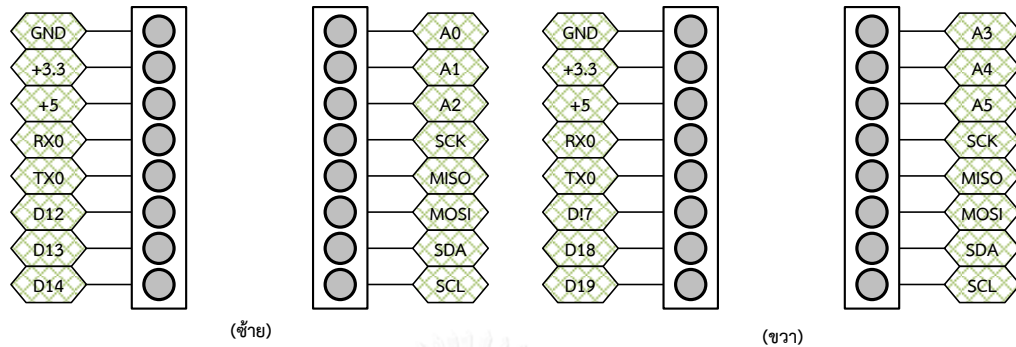 GND A0 GND A3
+3.3 A1 +3.3 A4
+5 A2 +5 A5
RX0 SCK RX0 SCK
TX0 MISO TX0 MISO
D12 MOSI D!7 MOSI
D13 SDA D18 SDA
D14 SCL D19 SCL
(ซ้าย) (ขวา)